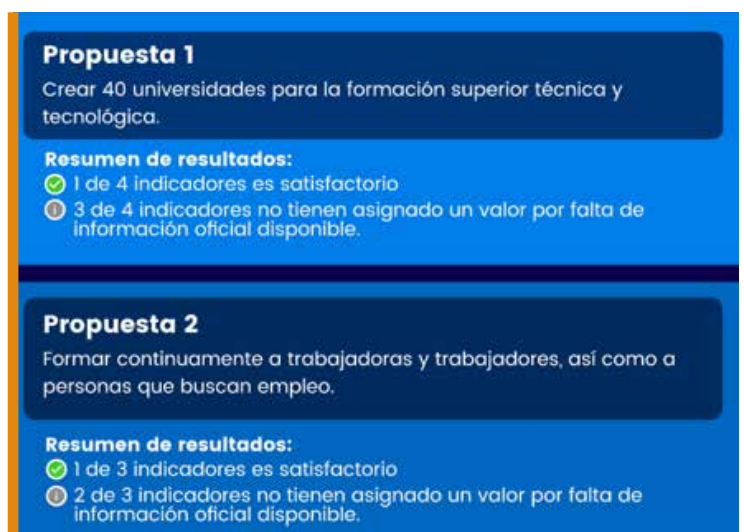 Propuesta 1
Crear 40 universidades para la formación superior técnica y
tecnológica.
Resumen de resultados:
1 de 4 indicadores es satisfactorio
3 de 4 indicadores no tienen asignado un valor por falta de
información oficial disponible.
Propuesta 2
Formar continuamente a trabajadoras y trabajadores, así como a
personas que buscan empleo.
Resumen de resultados:
1 de 3 indicadores es satisfactorio
2 de 3 indicadores no tienen asignado un valor por falta de
información oficial disponible.